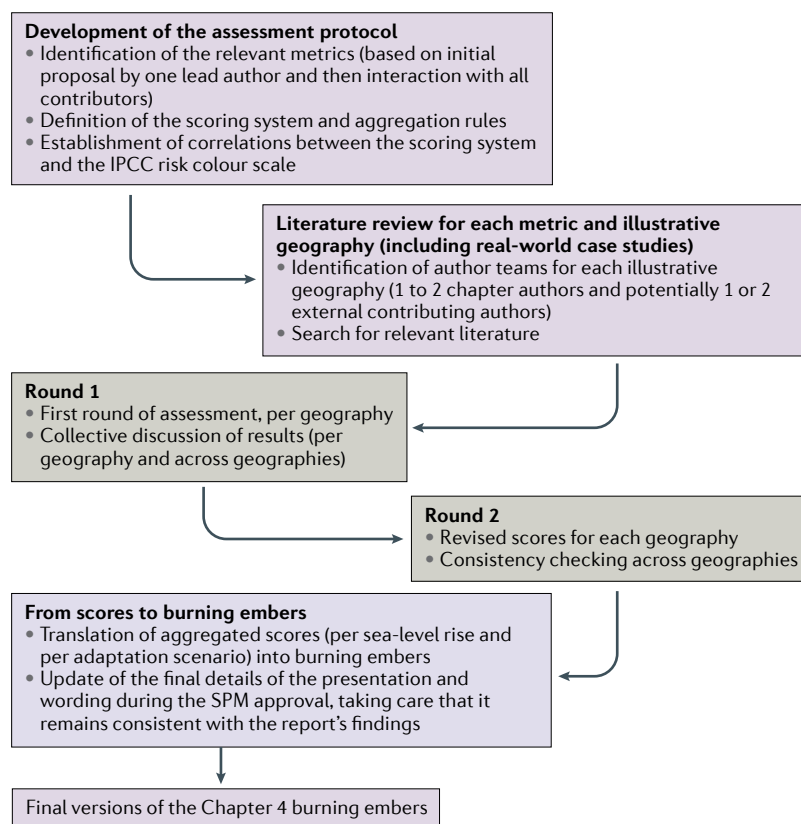 Development of the assessment protocol
• Identification of the relevant metrics (based on initial
proposal by one lead author and then interaction with all
contributors)
• Definition of the scoring system and aggregation rules
• Establishment of correlations between the scoring system
and the IPCC risk colour scale
Literature review for each metric and illustrative
geography (including real-world case studies)
• Identification of author teams for each illustrative
geography (1 to 2 chapter authors and potentially 1 or 2
external contributing authors)
• Search for relevant literature
Round 1
• First round of assessment, per geography
• Collective discussion of results (per
geography and across geographies)
Round 2
• Revised scores for each geography
• Consistency checking across geographies
From scores to burning embers
• Translation of aggregated scores (per sea-level rise and
per adaptation scenario) into burning embers
• Update of the final details of the presentation and
wording during the SPM approval, taking care that it
remains consistent with the report's findings
Final versions of the Chapter 4 burning embers